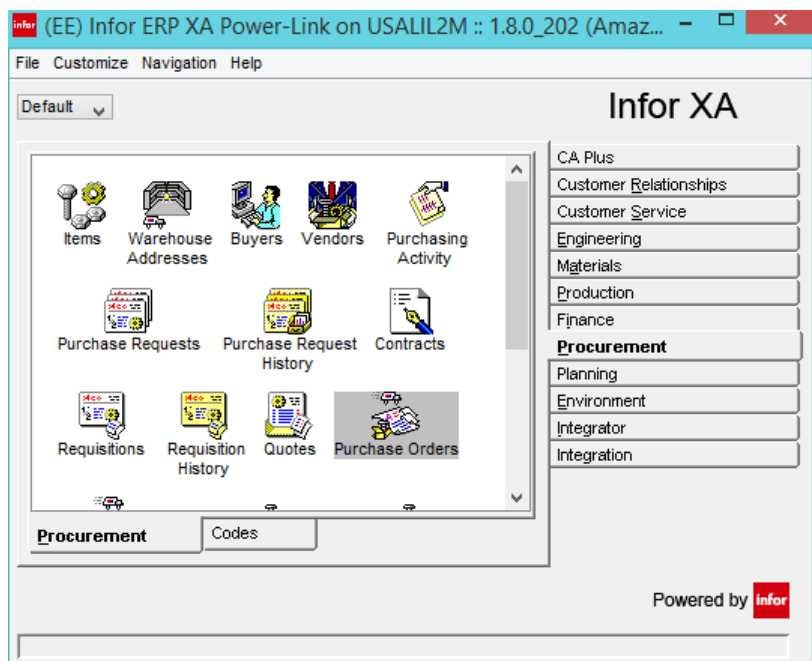 infor (EE) Infor ERP XA Power-Link on USALIL2M :: 1.8.0_202 (Amaz...
File Customize Navigation Help
Default
Infor XA
Items
Warehouse Addresses
Buyers
Vendors
Purchasing Activity
Purchase Requests
Purchase Request History
Contracts
Requisitions
Requisition History
Quotes
Purchase Orders
Procurement
Codes
CA Plus
Customer Relationships
Customer Service
Engineering
Materials
Production
Finance
Procurement
Planning
Environment
Integrator
Integration
Powered by infor